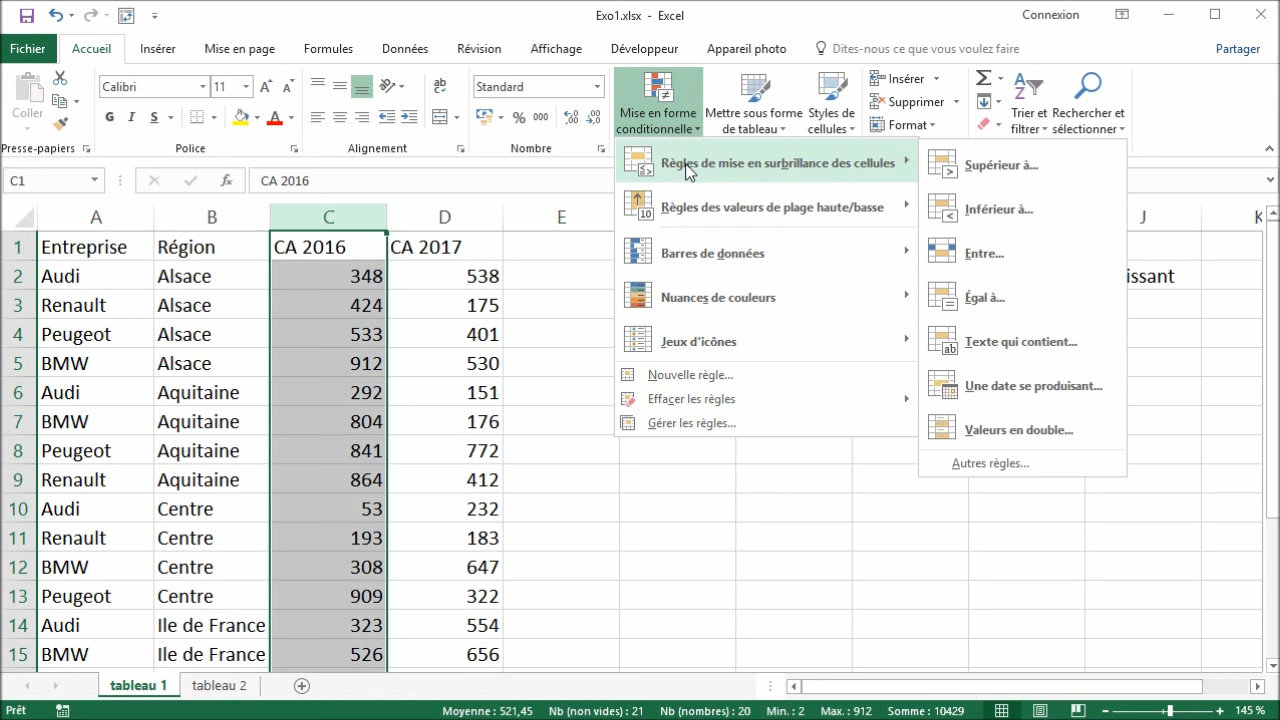 Exo1.xlsx - Excel
Connexion
Fichier Accueil Insérer Mise en page Formules Données Révision Affichage Développeur Appareil photo Dites-nous ce que vous voulez faire Partager
Coller
Presse-papiers
Calibri 11
G I S
Police
Alignement
Standard
% 000
Nombre
Mise en forme conditionnelle
Mettre sous forme de tableau
Styles de cellules
Insérer
Supprimer
Format
Trier et filtrer
Rechercher et sélectionner
C1 fx CA 2016
Règles de mise en surbrillance des cellules
Règles des valeurs de plage haute/basse
Barres de données
Nuances de couleurs
Jeux d'icônes
Nouvelle règle...
Effacer les règles
Gérer les règles...
Supérieur à...
Inférieur à...
Entre...
Égal à...
Texte qui contient...
Une date se produisant...
Valeurs en double...
Autres règles...
A B C D E J K
1 Entreprise Région CA 2016 CA 2017
2 Audi Alsace 348 538 issant
3 Renault Alsace 424 175
4 Peugeot Alsace 533 401
5 BMW Alsace 912 530
6 Audi Aquitaine 292 151
7 BMW Aquitaine 804 176
8 Peugeot Aquitaine 841 772
9 Renault Aquitaine 864 412
10 Audi Centre 53 232
11 Renault Centre 193 183
12 BMW Centre 308 647
13 Peugeot Centre 909 322
14 Audi Ile de France 323 554
15 BMW Ile de France 526 656
tableau 1 tableau 2
Prêt Moyenne : 521,45 Nb (non vides) : 21 Nb (nombres) : 20 Min. : 2 Max. : 912 Somme : 10429 145 %